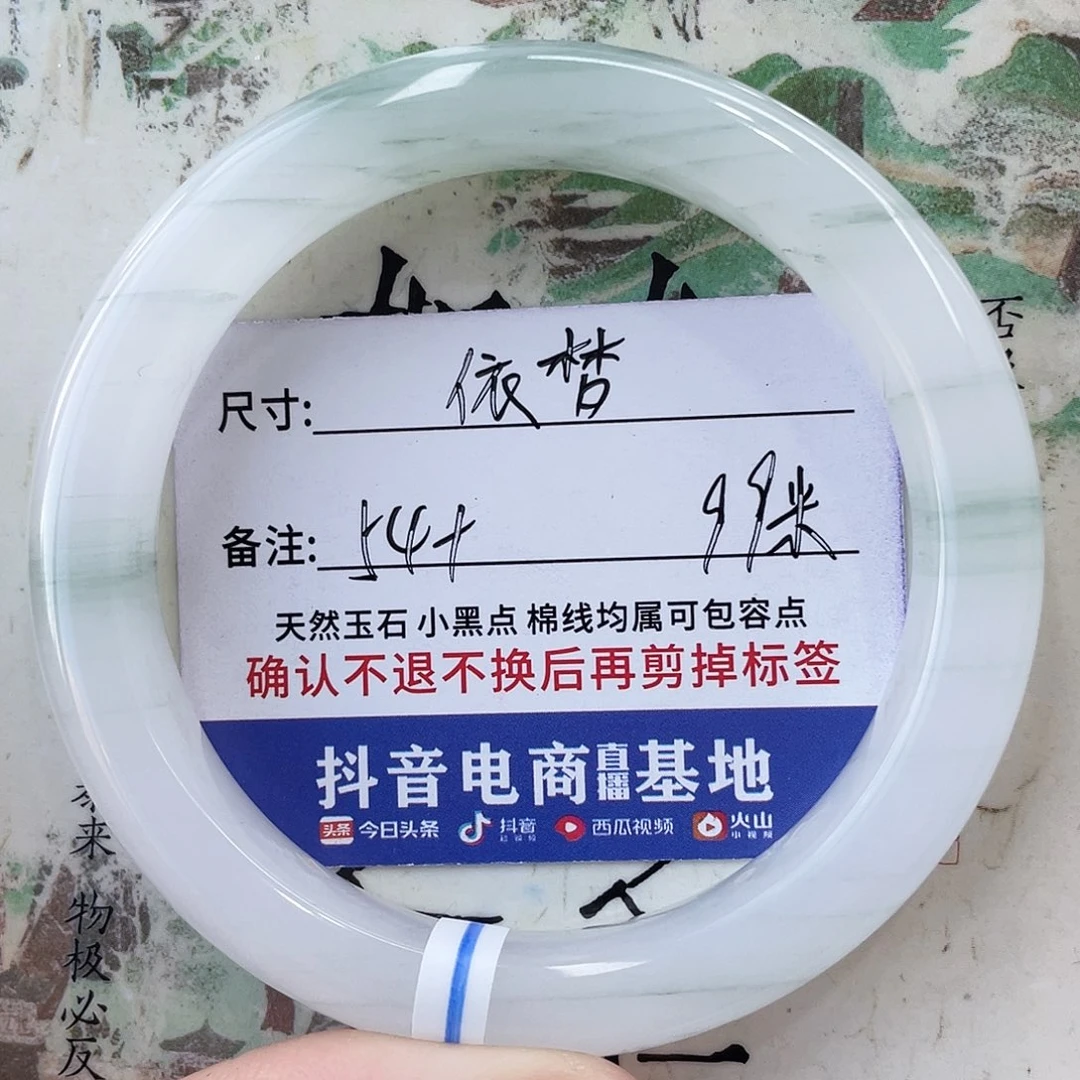 尺寸: 依梦
备注: 54+ 99米
天然玉石 小黑点 棉线均属可包容点
确认不退不换后再剪掉标签
抖音电商直播基地
头条 今日头条 抖音 西瓜视频 火山
来
物极必反
否